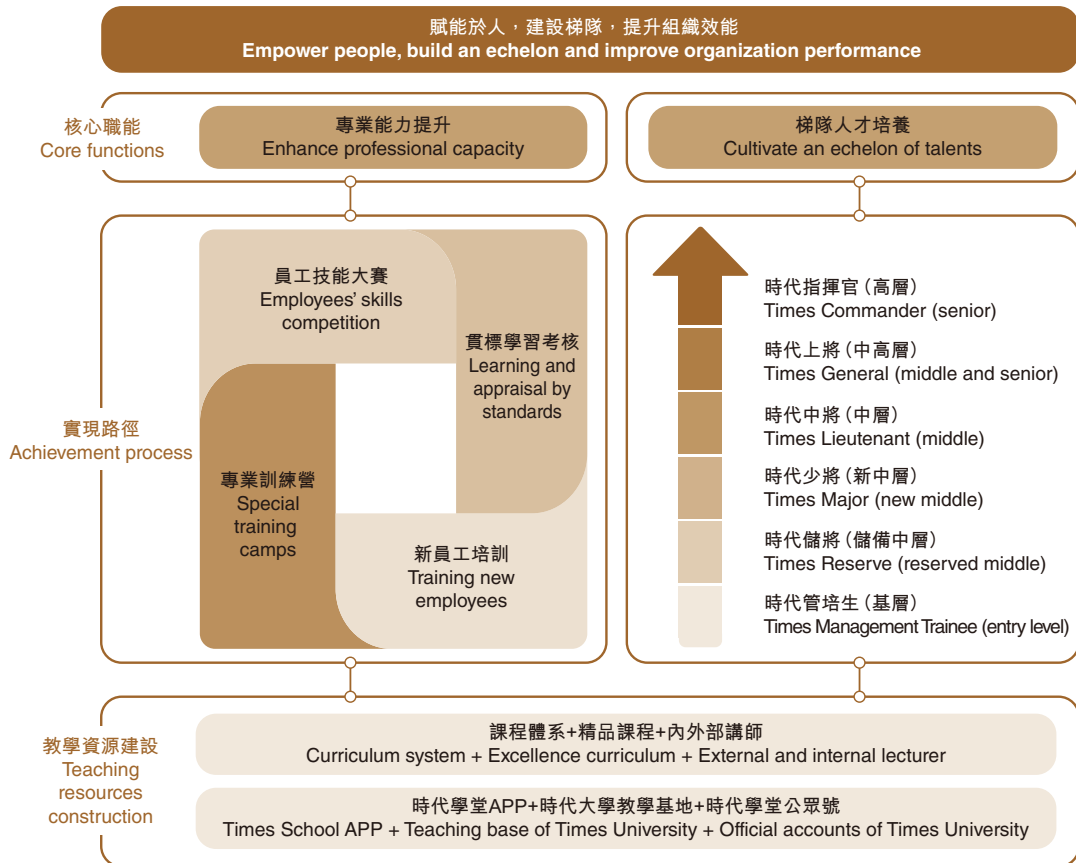 賦能於人，建設梯隊，提升組織效能
Empower people, build an echelon and improve organization performance
核心職能
Core functions
專業能力提升
Enhance professional capacity
梯隊人才培養
Cultivate an echelon of talents
實現路徑
Achievement process
員工技能大賽
Employees' skills
competition
貫標學習考核
Learning and
appraisal by
standards
專業訓練營
Special
training
camps
新員工培訓
Training new
employees
時代指揮官（高層）
Times Commander (senior)
時代上將（中高層）
Times General (middle and senior)
時代中將（中層）
Times Lieutenant (middle)
時代少將（新中層）
Times Major (new middle)
時代儲將（儲備中層）
Times Reserve (reserved middle)
時代管培生（基層）
Times Management Trainee (entry level)
教學資源建設
Teaching
resources
construction
課程體系+精品課程+內外部講師
Curriculum system + Excellence curriculum + External and internal lecturer
時代學堂APP+時代大學教學基地+時代學堂公眾號
Times School APP + Teaching base of Times University + Official accounts of Times University